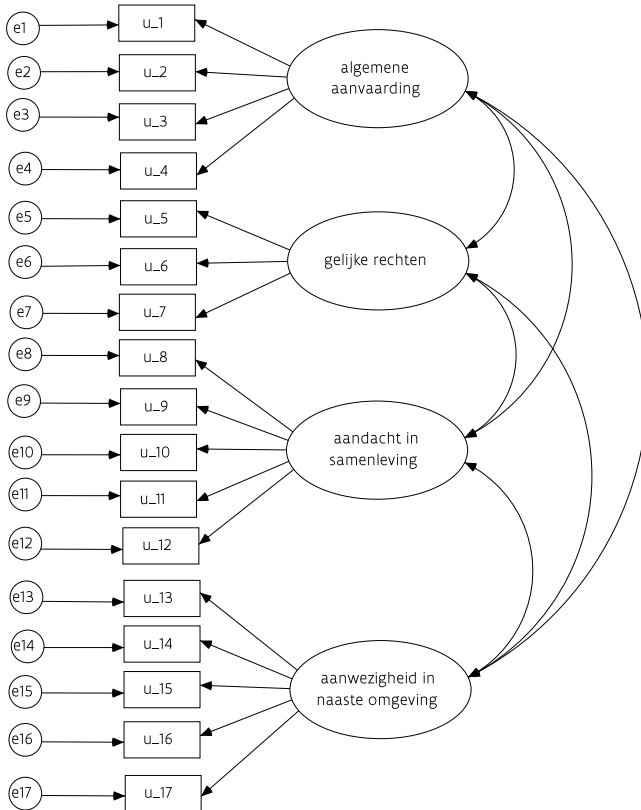 e1
u_1
e2
u_2
e3
u_3
e4
u_4
algemene
aanvaarding
e5
u_5
e6
u_6
e7
u_7
gelijke rechten
e8
u_8
e9
u_9
e10
u_10
e11
u_11
e12
u_12
aandacht in
samenleving
e13
u_13
e14
u_14
e15
u_15
e16
u_16
e17
u_17
aanwezigheid in
naaste omgeving